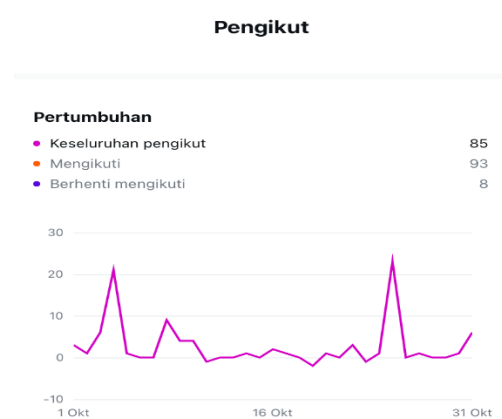 Pengikut
Pertumbuhan
Keseluruhan pengikut 85
Mengikuti 93
Berhenti mengikuti 8
30
20
10
0
-10
1 Okt 16 Okt 31 Okt